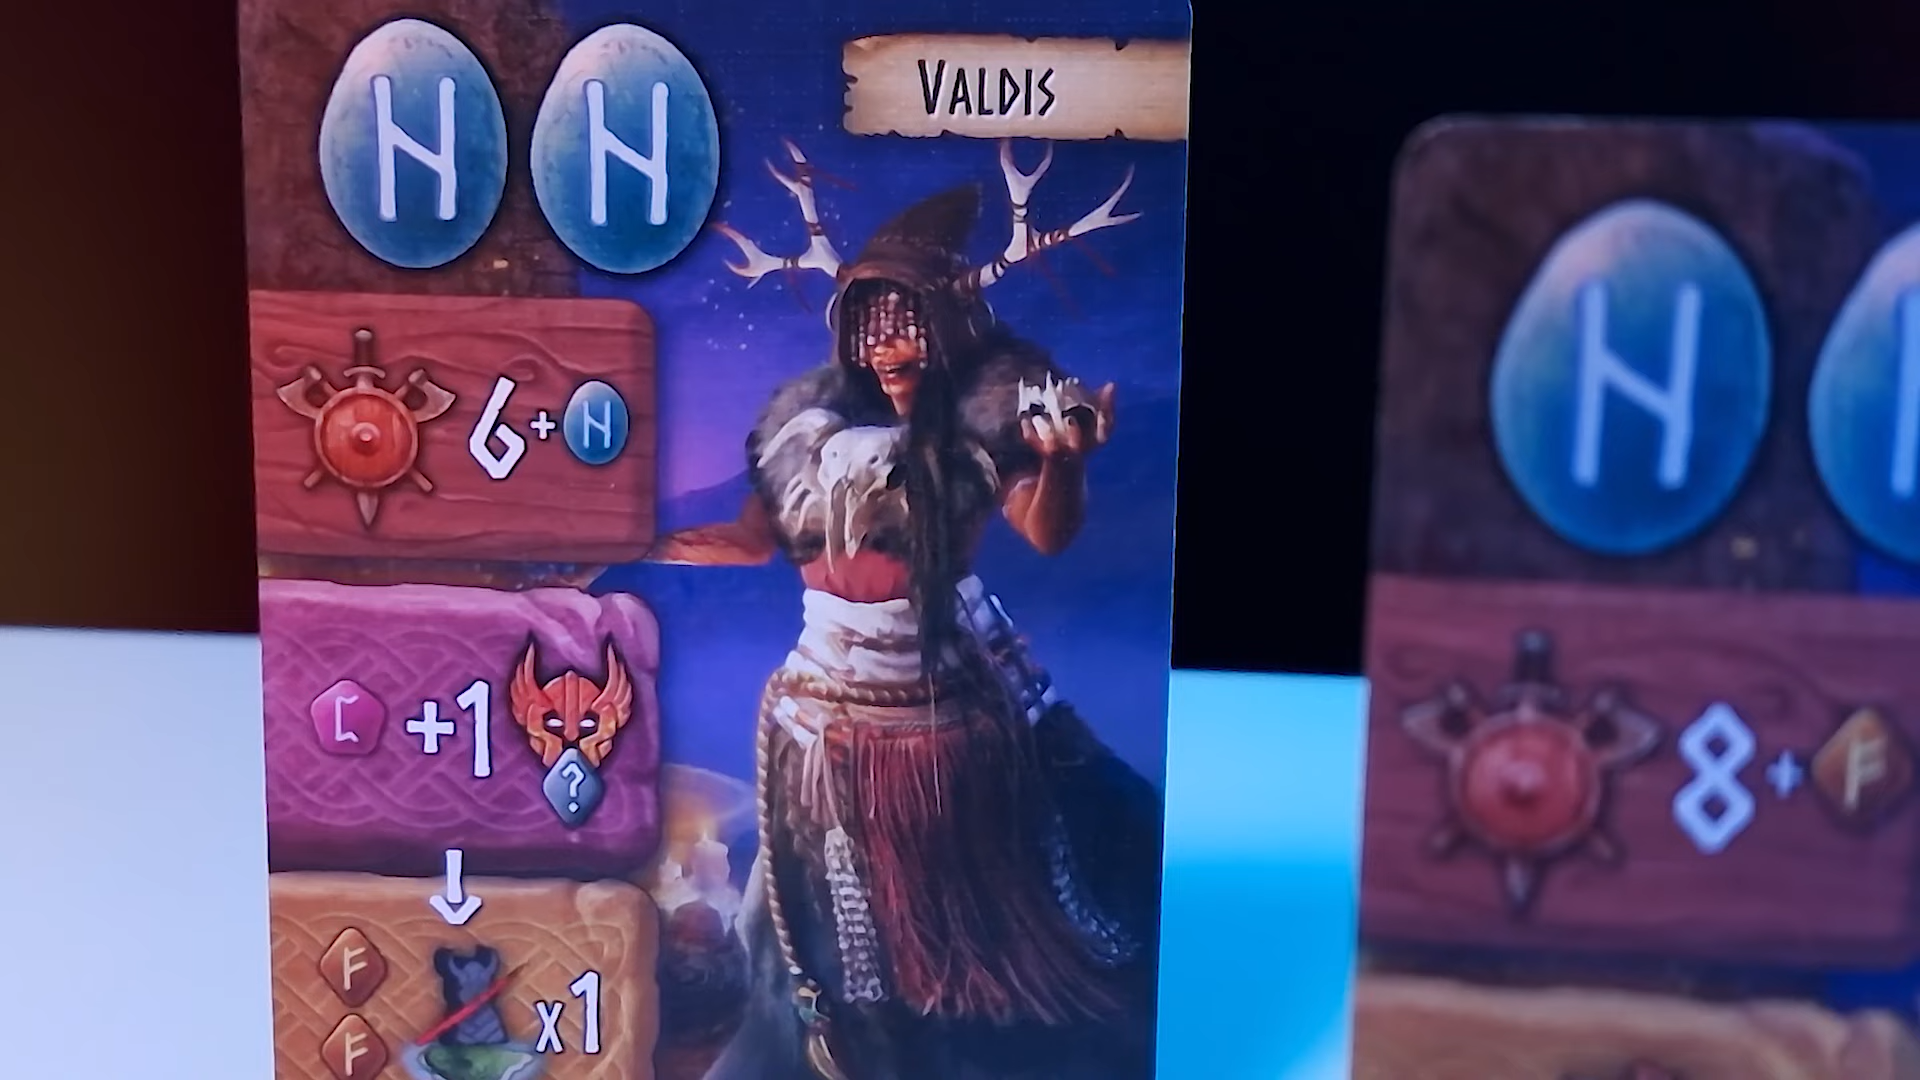 ᚺ ᚺ
VALDIS
6+ᚺ
ᛈ +1
?
ᚠ
ᚠ
x1
ᚺ
8+ᚠ